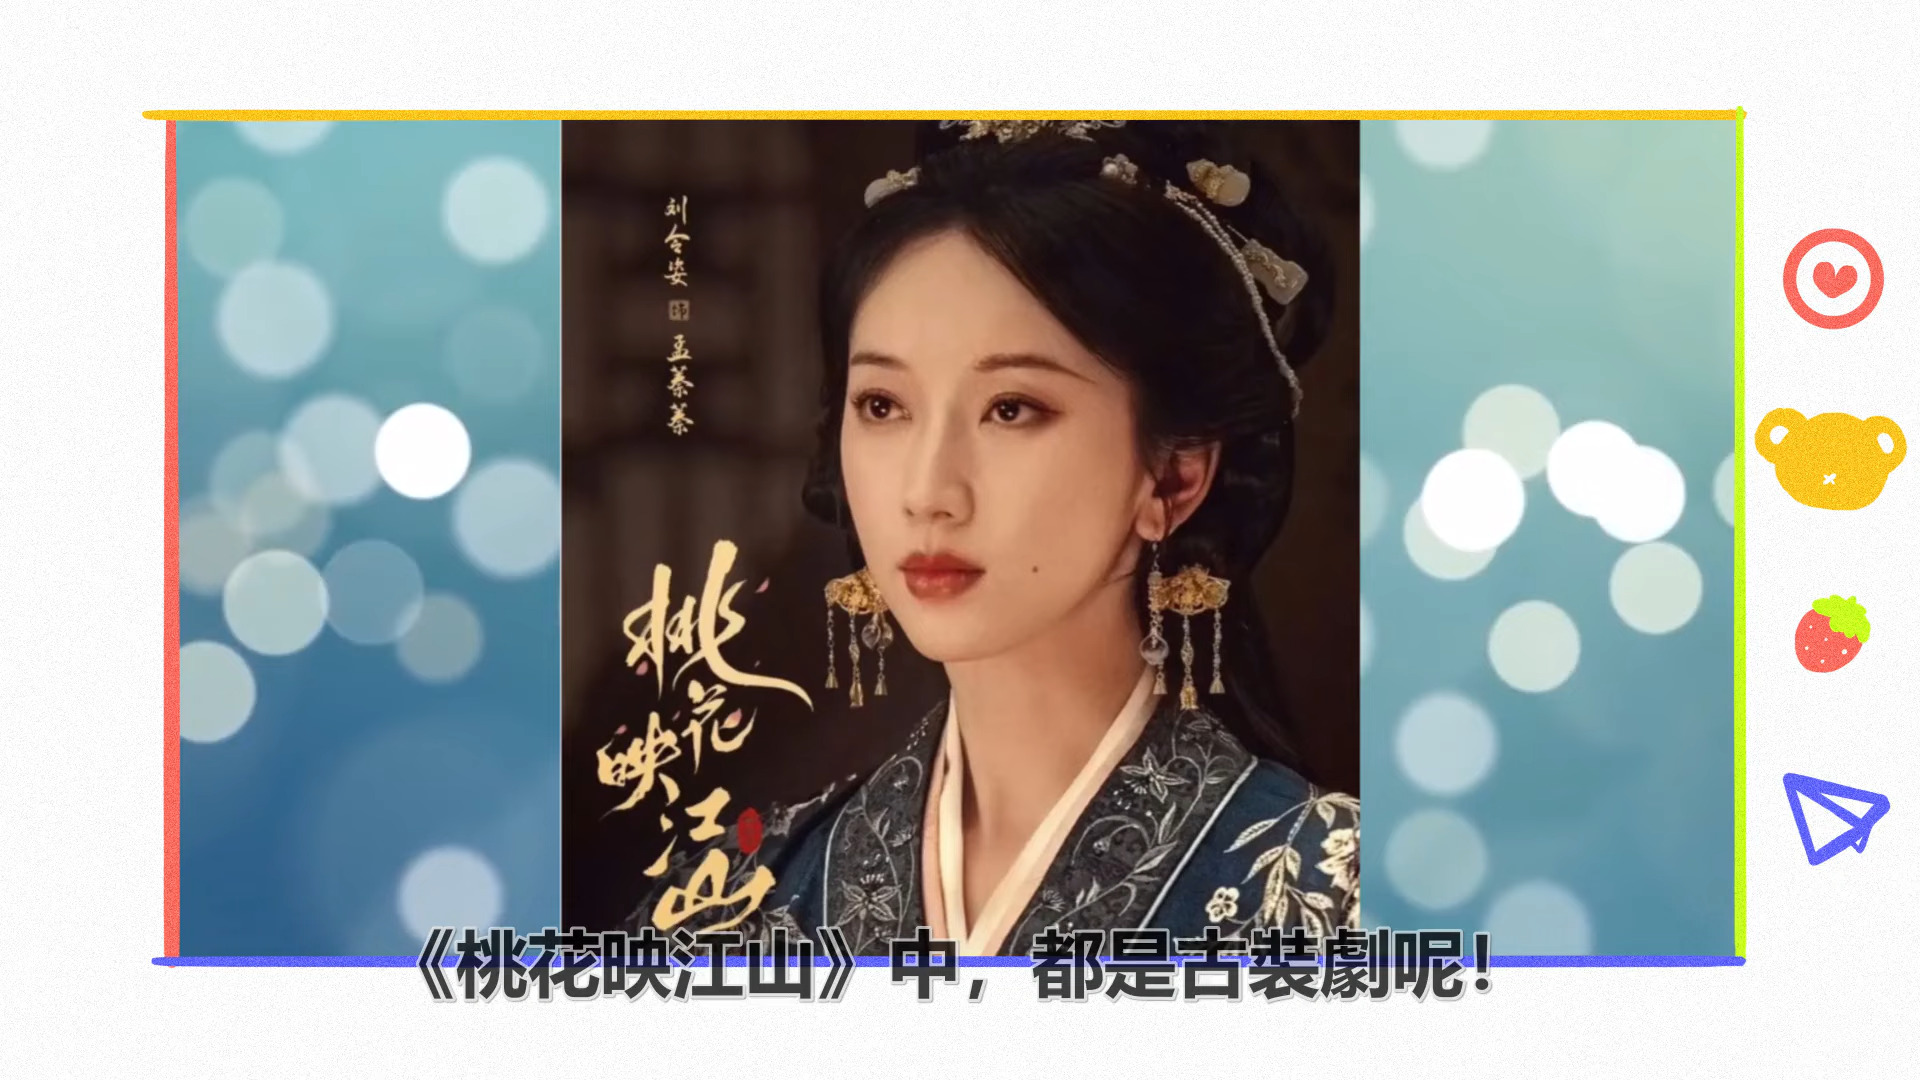 刘令姿 饰 孟蓁蓁
桃花映江山
《桃花映江山》中，都是古裝劇呢！